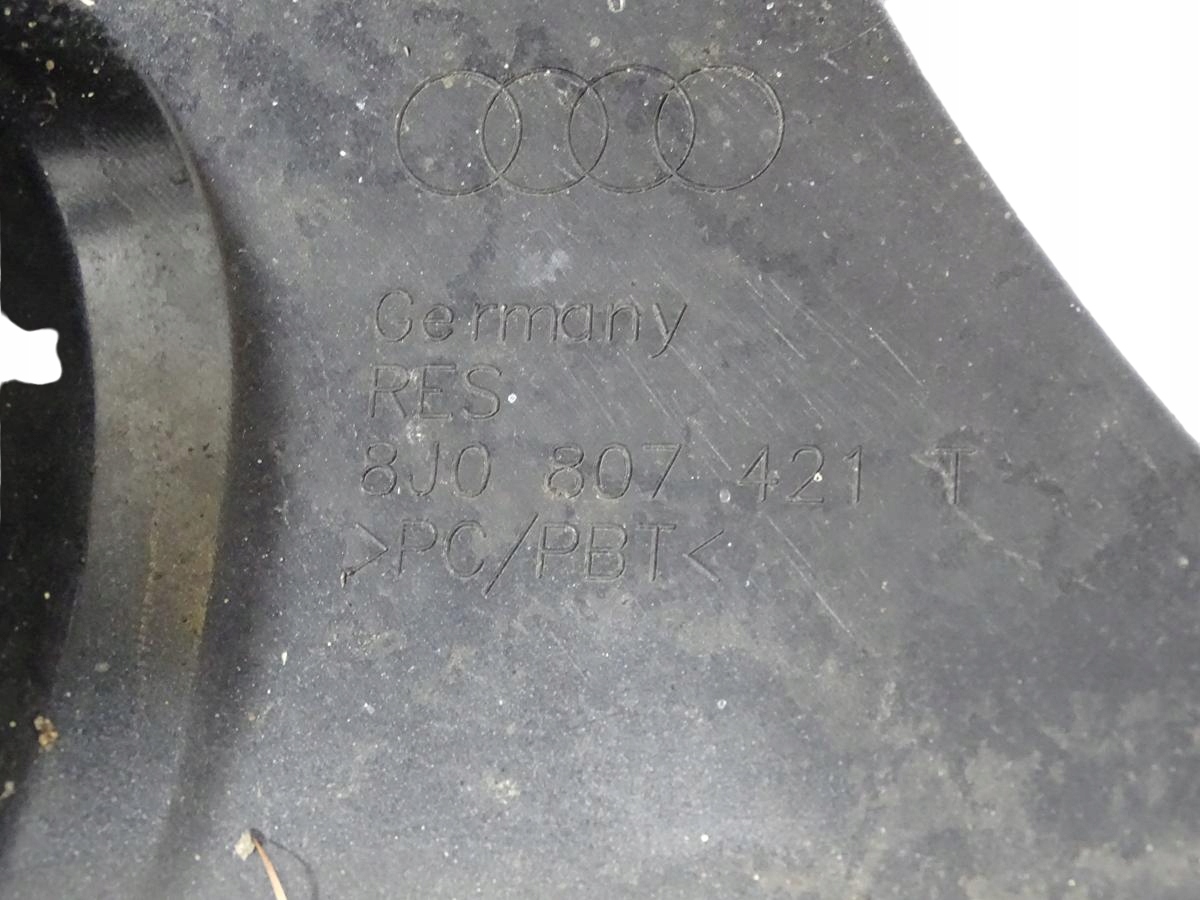 Germany
RES
8J0 807 421 T
>PC/PBT<